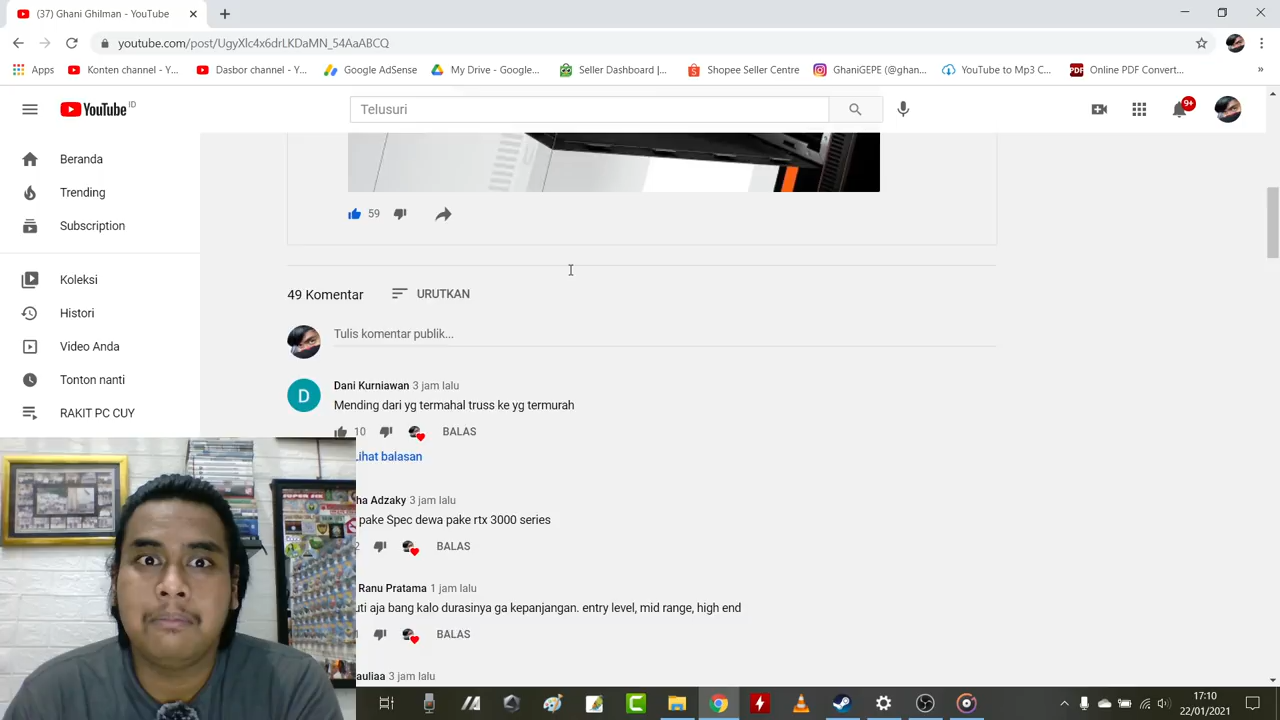 (37) Ghani Ghilman - YouTube
youtube.com/post/UgyXlc4x6drLKDaMN_54AaABCQ
Apps
Konten channel - Y...
Dasbor channel - Y...
Google AdSense
My Drive - Google...
Seller Dashboard |...
Shopee Seller Centre
GhaniGEPE (@ghan...
YouTube to Mp3 C...
PDF Online PDF Convert...
»
YouTube ID
Telusuri
9+
Beranda
Trending
Subscription
Koleksi
Histori
Video Anda
Tonton nanti
RAKIT PC CUY
59
49 Komentar
URUTKAN
Tulis komentar publik...
D
Dani Kurniawan 3 jam lalu
Mending dari yg termahal truss ke yg termurah
10 BALAS
ihat balasan
ha Adzaky 3 jam lalu
pake Spec dewa pake rtx 3000 series
2 BALAS
Ranu Pratama 1 jam lalu
uti aja bang kalo durasinya ga kepanjangan. entry level, mid range, high end
BALAS
auliaa 3 jam lalu
17:10
22/01/2021